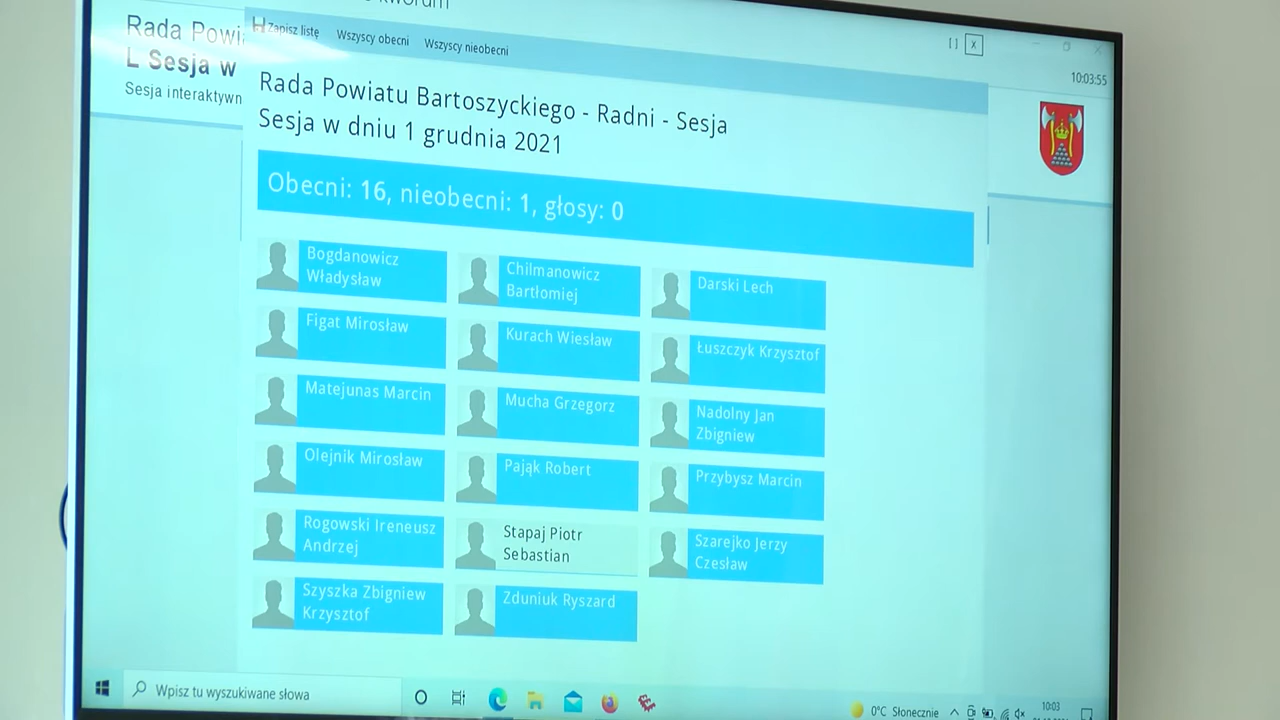 kworum
Rada Powi
L Sesja w
Sesja interaktywn
Zapisz listę Wszyscy obecni Wszyscy nieobecni
[ ] X
10:03:55
Rada Powiatu Bartoszyckiego - Radni - Sesja
Sesja w dniu 1 grudnia 2021
Obecni: 16, nieobecni: 1, głosy: 0
Bogdanowicz
Władysław
Chilmanowicz
Bartłomiej
Darski Lech
Figat Mirosław
Kurach Wiesław
Łuszczyk Krzysztof
Matejunas Marcin
Mucha Grzegorz
Nadolny Jan
Zbigniew
Olejnik Mirosław
Pająk Robert
Przybysz Marcin
Rogowski Ireneusz
Andrzej
Stapaj Piotr
Sebastian
Szarejko Jerzy
Czesław
Szyszka Zbigniew
Krzysztof
Zduniuk Ryszard
Wpisz tu wyszukiwane słowa
0°C Słonecznie
10:03